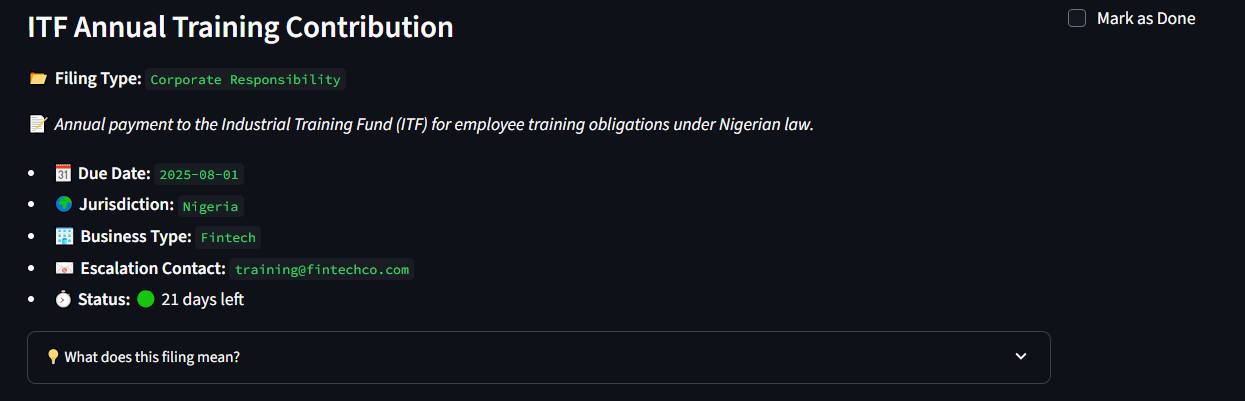 ITF Annual Training Contribution
Mark as Done
📂 Filing Type: Corporate Responsibility
📝 Annual payment to the Industrial Training Fund (ITF) for employee training obligations under Nigerian law.
• 📅 Due Date: 2025-08-01
• 🌍 Jurisdiction: Nigeria
• 🏢 Business Type: Fintech
• 📧 Escalation Contact: training@fintechco.com
• ⏱️ Status: 🟢 21 days left
💡 What does this filing mean?